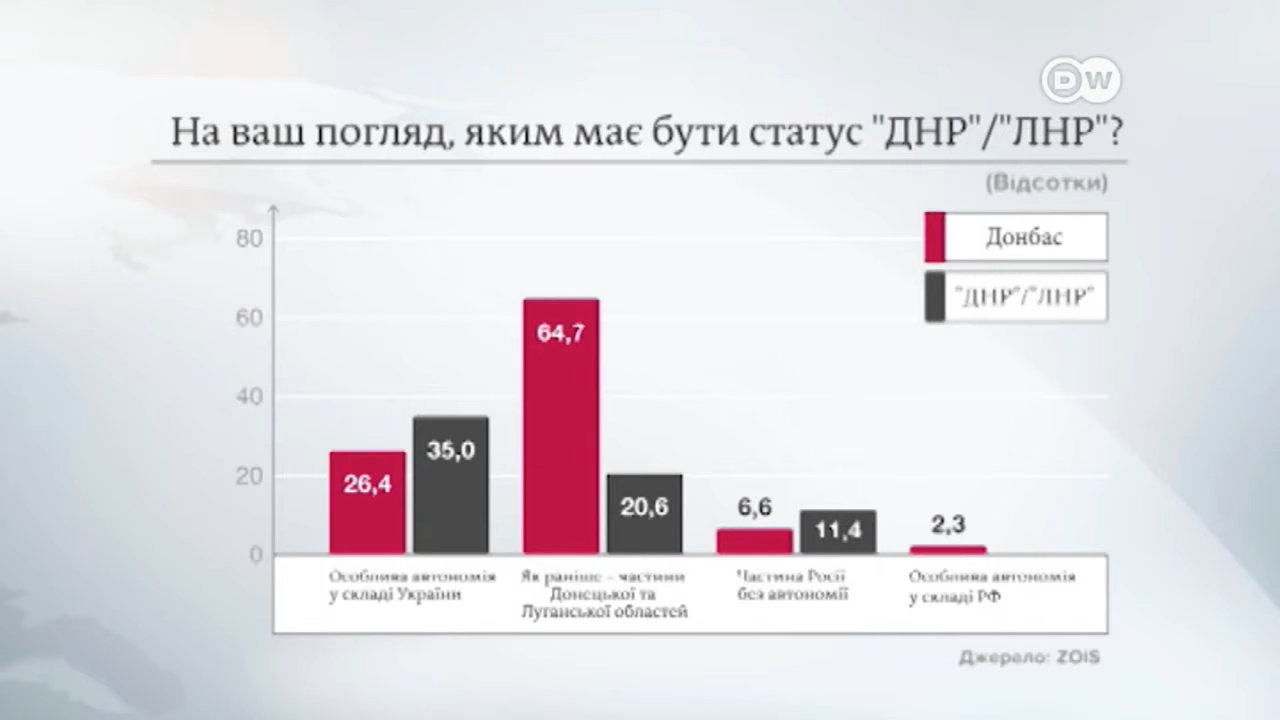 DW
На ваш погляд, яким має бути статус "ДНР"/"ЛНР"?
(Відсотки)
80
60
40
20
0
Донбас
"ДНР"/"ЛНР"
26,4
35,0
64,7
20,6
6,6
11,4
2,3
Особлива автономія
у складі України
Як раніше – частини
Донецької та
Луганської областей
Частина Росії
без автономії
Особлива автономія
у складі РФ
Джерело: ZOiS